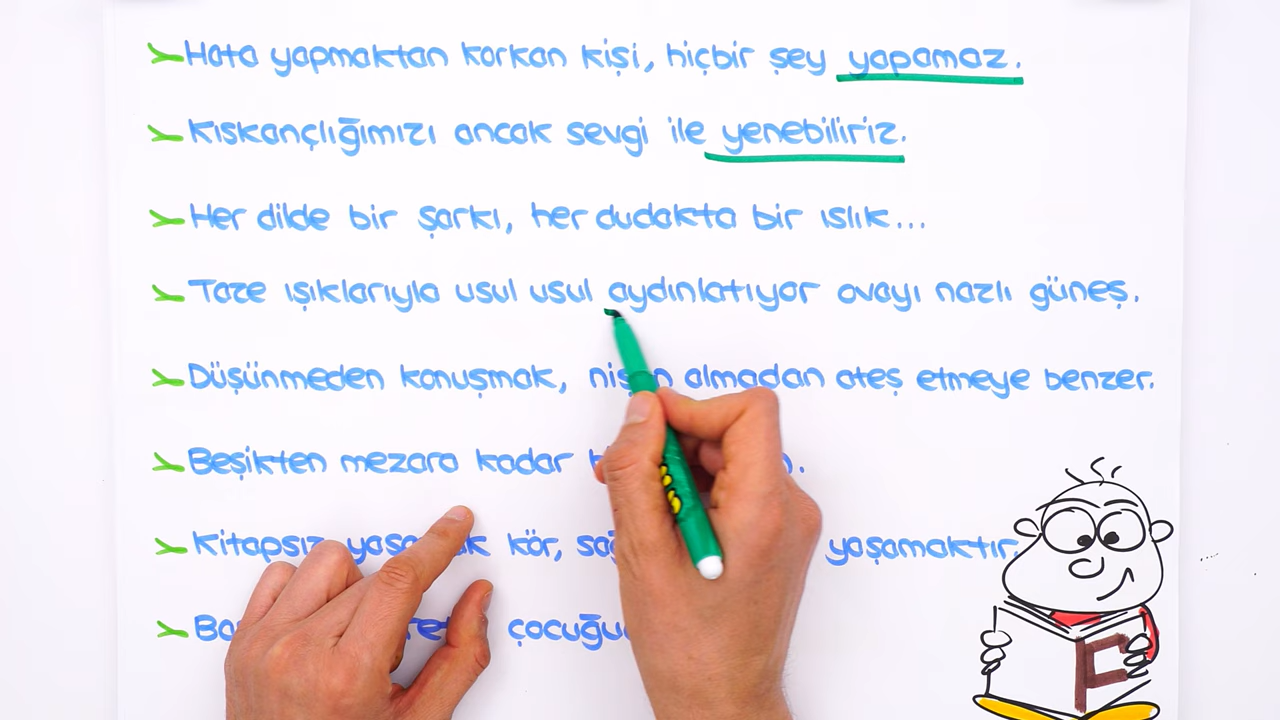 Hata yapmaktan korkan kişi, hiçbir şey yapamaz.
Kıskançlığımızı ancak sevgi ile yenebiliriz.
Her dilde bir şarkı, her dudakta bir ıslık...
Taze ışıklarıyla usul usul aydınlatıyor ovayı nazlı güneş.
Düşünmeden konuşmak, nişan almadan ateş etmeye benzer.
Beşikten mezara kadar
Kitapsız yaşamak kör, yaşamaktır.